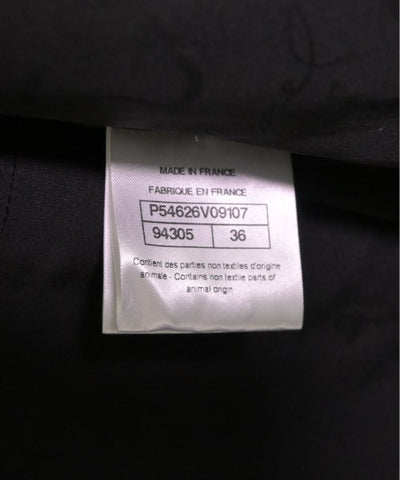 MADE IN FRANCE
FABRIQUE EN FRANCE
P54626V09107
94305 36
Contient des parties non textiles d'origine
animale - Contains non textile parts of
animal origin